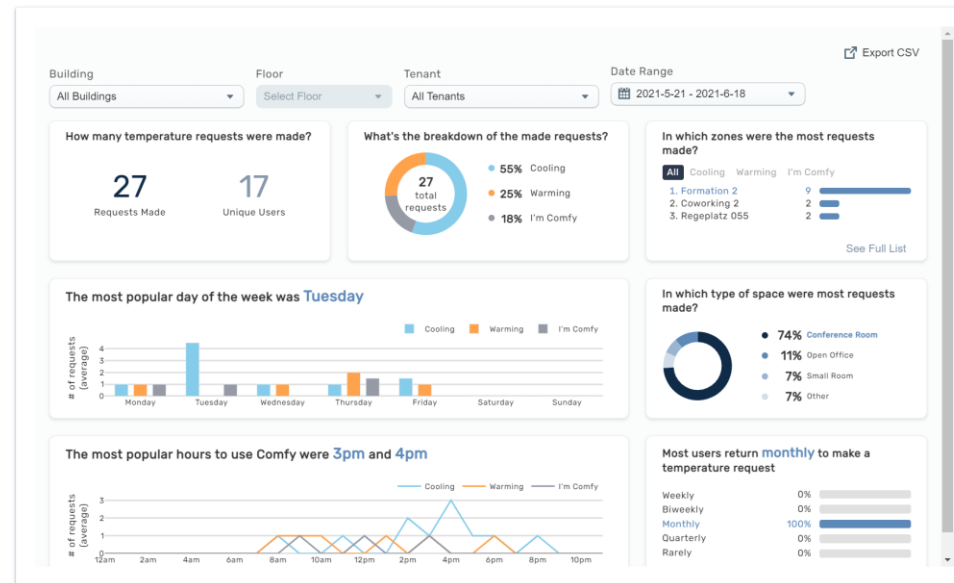 Export CSV
Building
Floor
Tenant
Date Range
All Buildings
Select Floor
All Tenants
2021-5-21 - 2021-6-18
How many temperature requests were made?
27
17
Requests Made
Unique Users
What's the breakdown of the made requests?
27
total
requests
55% Cooling
25% Warming
18% I'm Comfy
In which zones were the most requests
made?
All Cooling Warming I'm Comfy
1. Formation 2 9
2. Coworking 2 2
3. Regeplatz 055 2
See Full List
The most popular day of the week was Tuesday
Cooling Warming I'm Comfy
# of requests
(average)
4
3
2
1
0
Monday Tuesday Wednesday Thursday Friday Saturday Sunday
In which type of space were most requests
made?
74% Conference Room
11% Open Office
7% Small Room
7% Other
The most popular hours to use Comfy were 3pm and 4pm
Cooling Warming I'm Comfy
# of requests
(average)
3
2
1
0
12am 2am 4am 6am 8am 10am 12pm 2pm 4pm 6pm 8pm 10pm
Most users return monthly to make a
temperature request
Weekly 0%
Biweekly 0%
Monthly 100%
Quarterly 0%
Rarely 0%